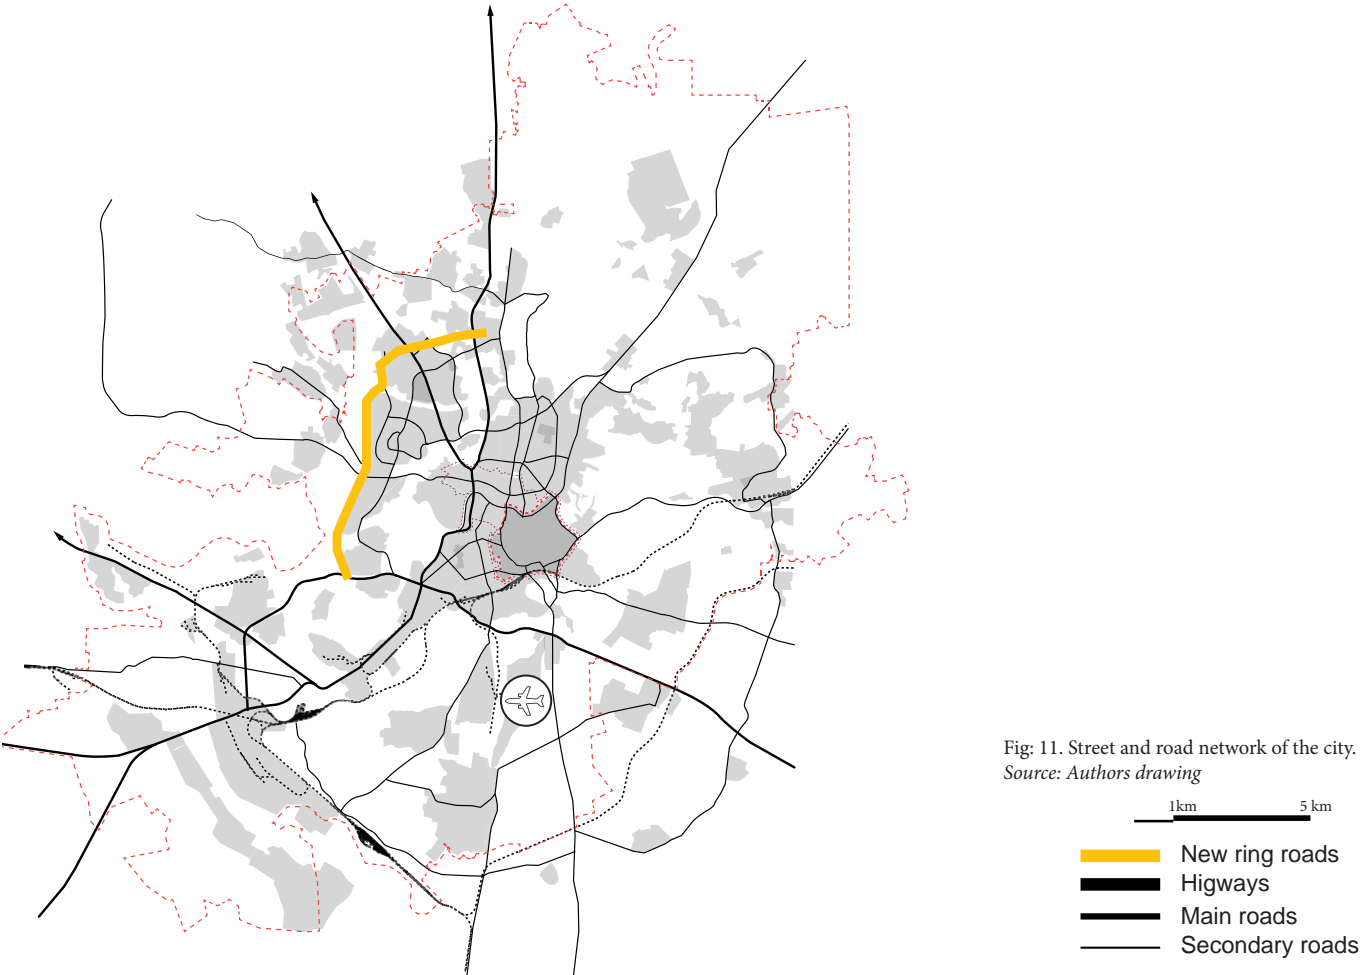 Fig: 11. Street and road network of the city.
Source: Authors drawing
1km 5 km
New ring roads
Higways
Main roads
Secondary roads